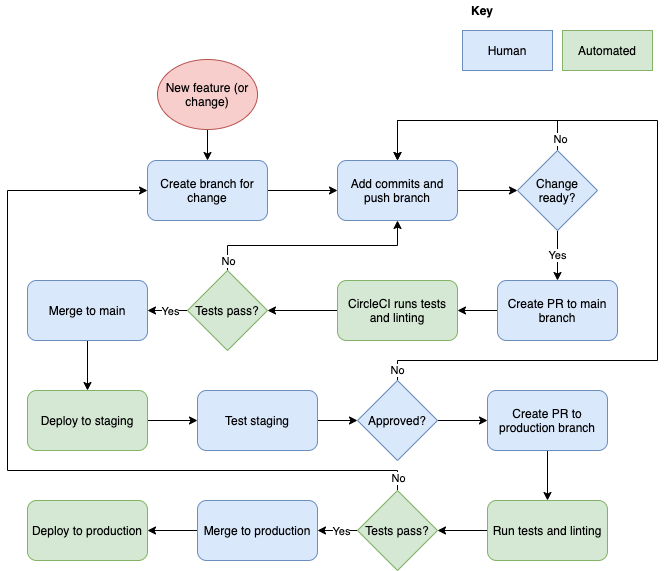 Key
Human
Automated
New feature (or
change)
No
Create branch for
change
Add commits and
push branch
Change
ready?
Yes
No
Merge to main
Yes
Tests pass?
CircleCI runs tests
and linting
Create PR to main
branch
No
Deploy to staging
Test staging
Approved?
Create PR to
production branch
No
Deploy to production
Merge to production
Yes
Tests pass?
Run tests and linting